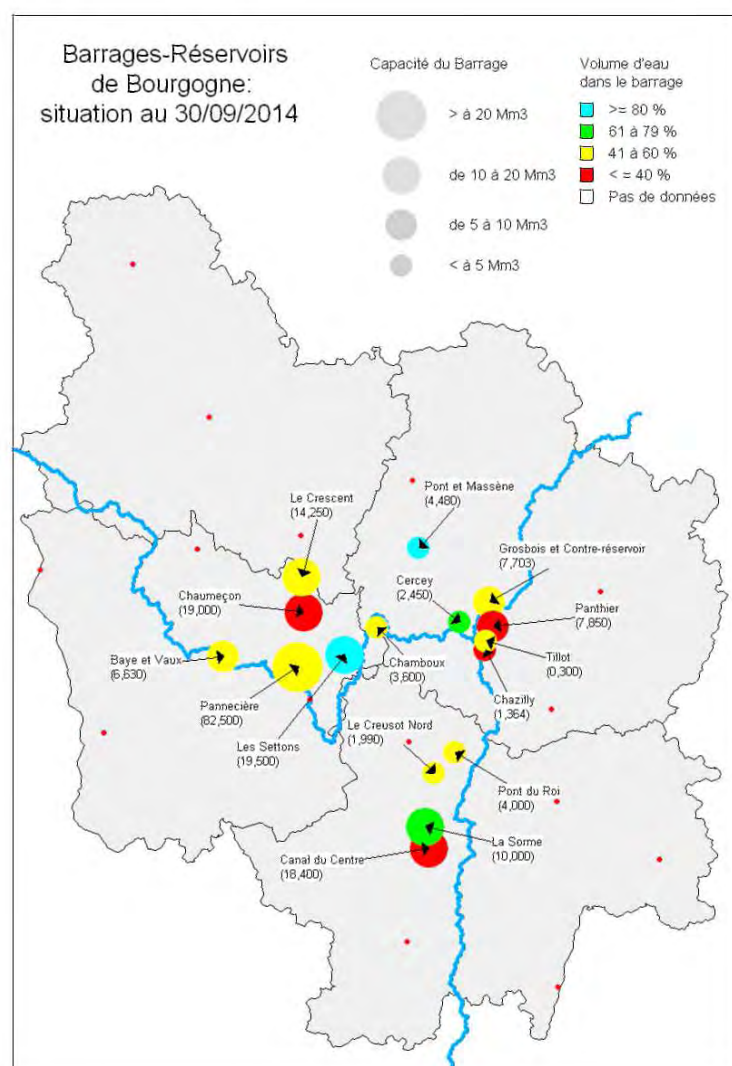 Barrages-Réservoirs
de Bourgogne:
situation au 30/09/2014
Capacité du Barrage
> à 20 Mm3
de 10 à 20 Mm3
de 5 à 10 Mm3
< à 5 Mm3
Volume d'eau
dans le barrage
>= 80 %
61 à 79 %
41 à 60 %
< = 40 %
Pas de données
Le Crescent
(14,250)
Pont et Massène
(4,480)
Grosbois et Contre-réservoir
(7,703)
Chaumeçon
(19,000)
Cercey
(2,450)
Panthier
(7,850)
Baye et Vaux
(6,630)
Chamboux
(3,600)
Tillot
(0,300)
Pannecière
(82,500)
Chazilly
(1,364)
Les Settons
(19,500)
Le Creusot Nord
(1,990)
Pont du Roi
(4,000)
La Sorme
(10,000)
Canal du Centre
(18,400)